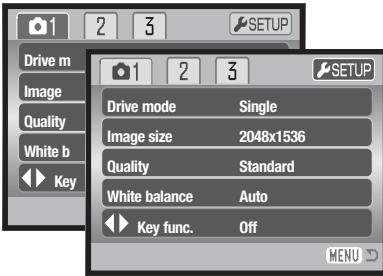 1 2 3 SETUP
Drive m
Image
Quality
White b
Key
1 2 3 SETUP
Drive mode Single
Image size 2048x1536
Quality Standard
White balance Auto
Key func. Off
MENU